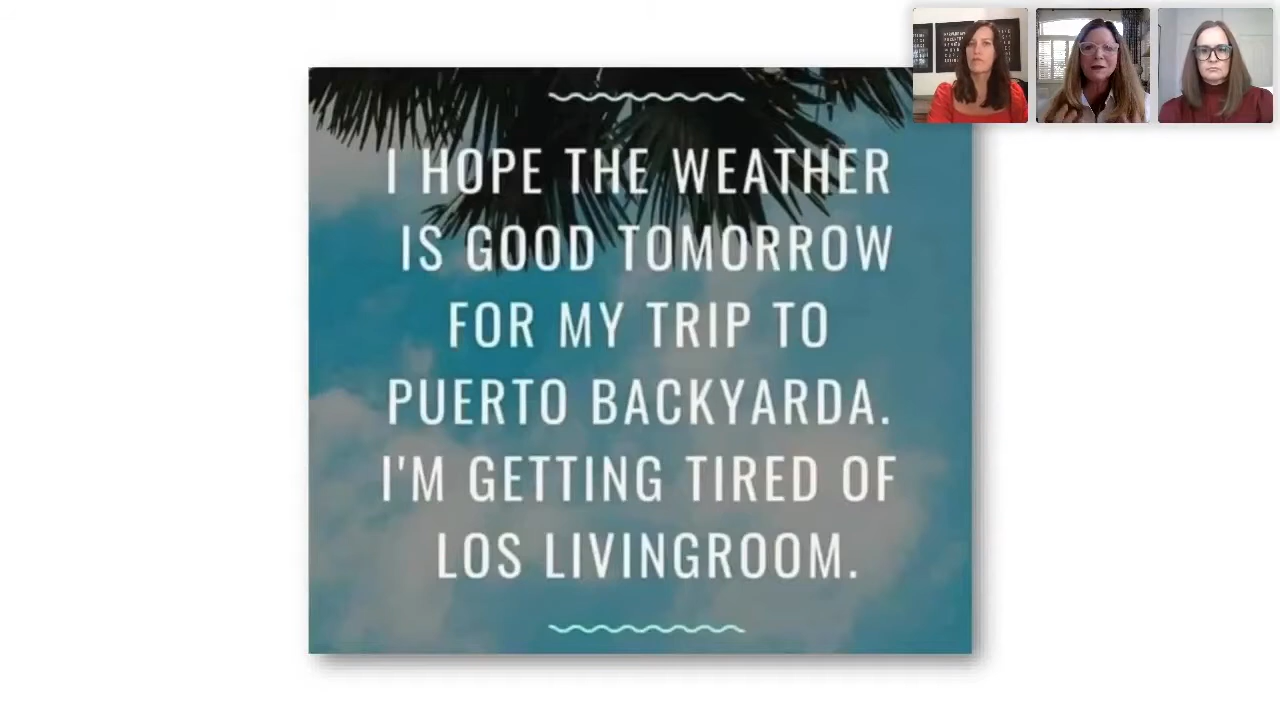 I HOPE THE WEATHER
IS GOOD TOMORROW
FOR MY TRIP TO
PUERTO BACKYARDA.
I'M GETTING TIRED OF
LOS LIVINGROOM.